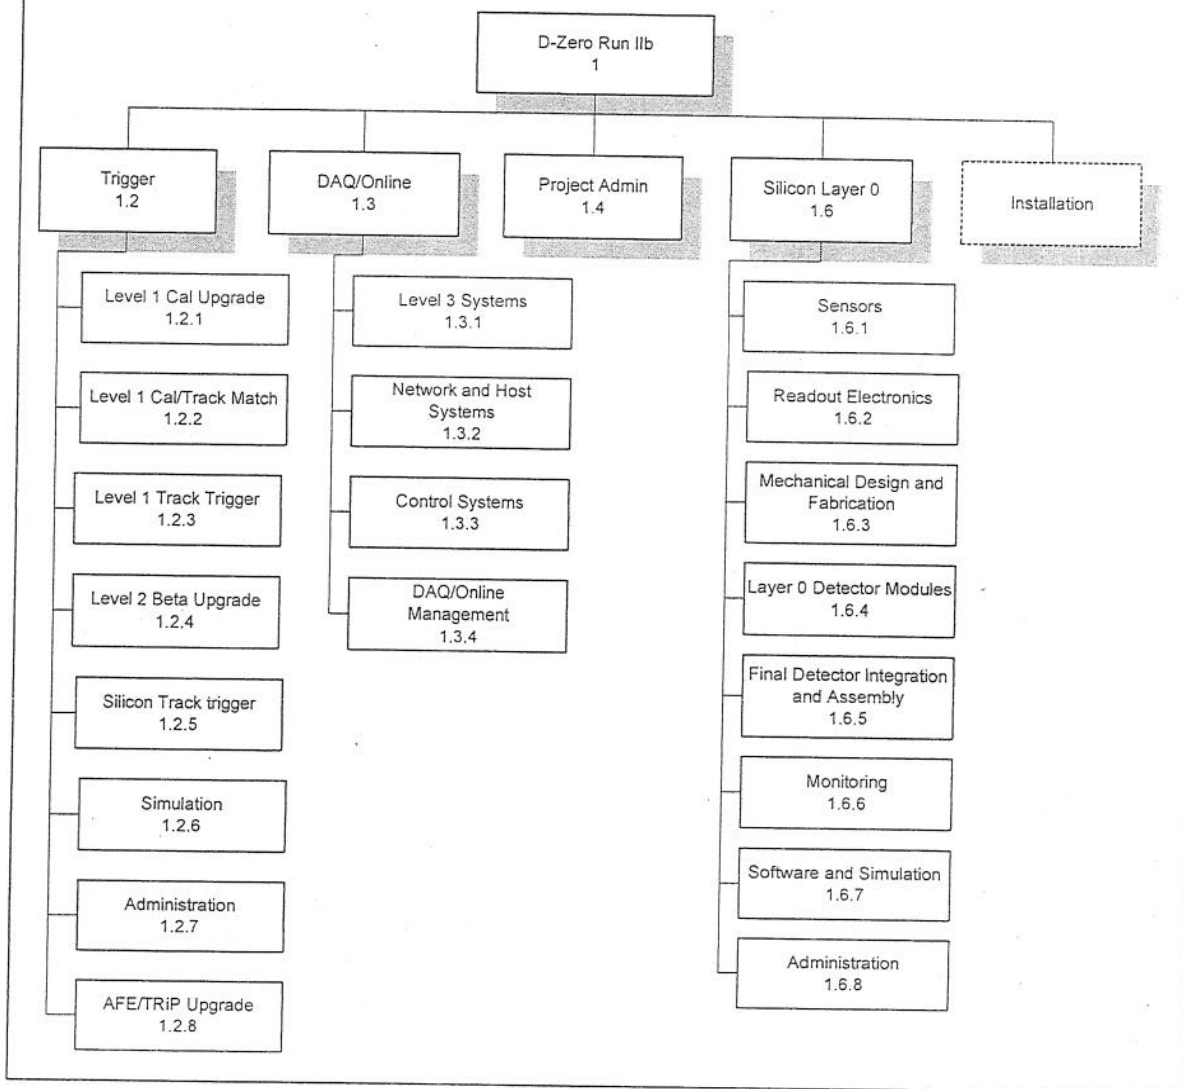 D-Zero Run IIb
1
Trigger
1.2
DAQ/Online
1.3
Project Admin
1.4
Silicon Layer 0
1.6
Installation
Level 1 Cal Upgrade
1.2.1
Level 1 Cal/Track Match
1.2.2
Level 1 Track Trigger
1.2.3
Level 2 Beta Upgrade
1.2.4
Silicon Track trigger
1.2.5
Simulation
1.2.6
Administration
1.2.7
AFE/TRiP Upgrade
1.2.8
Level 3 Systems
1.3.1
Network and Host
Systems
1.3.2
Control Systems
1.3.3
DAQ/Online
Management
1.3.4
Sensors
1.6.1
Readout Electronics
1.6.2
Mechanical Design and
Fabrication
1.6.3
Layer 0 Detector Modules
1.6.4
Final Detector Integration
and Assembly
1.6.5
Monitoring
1.6.6
Software and Simulation
1.6.7
Administration
1.6.8